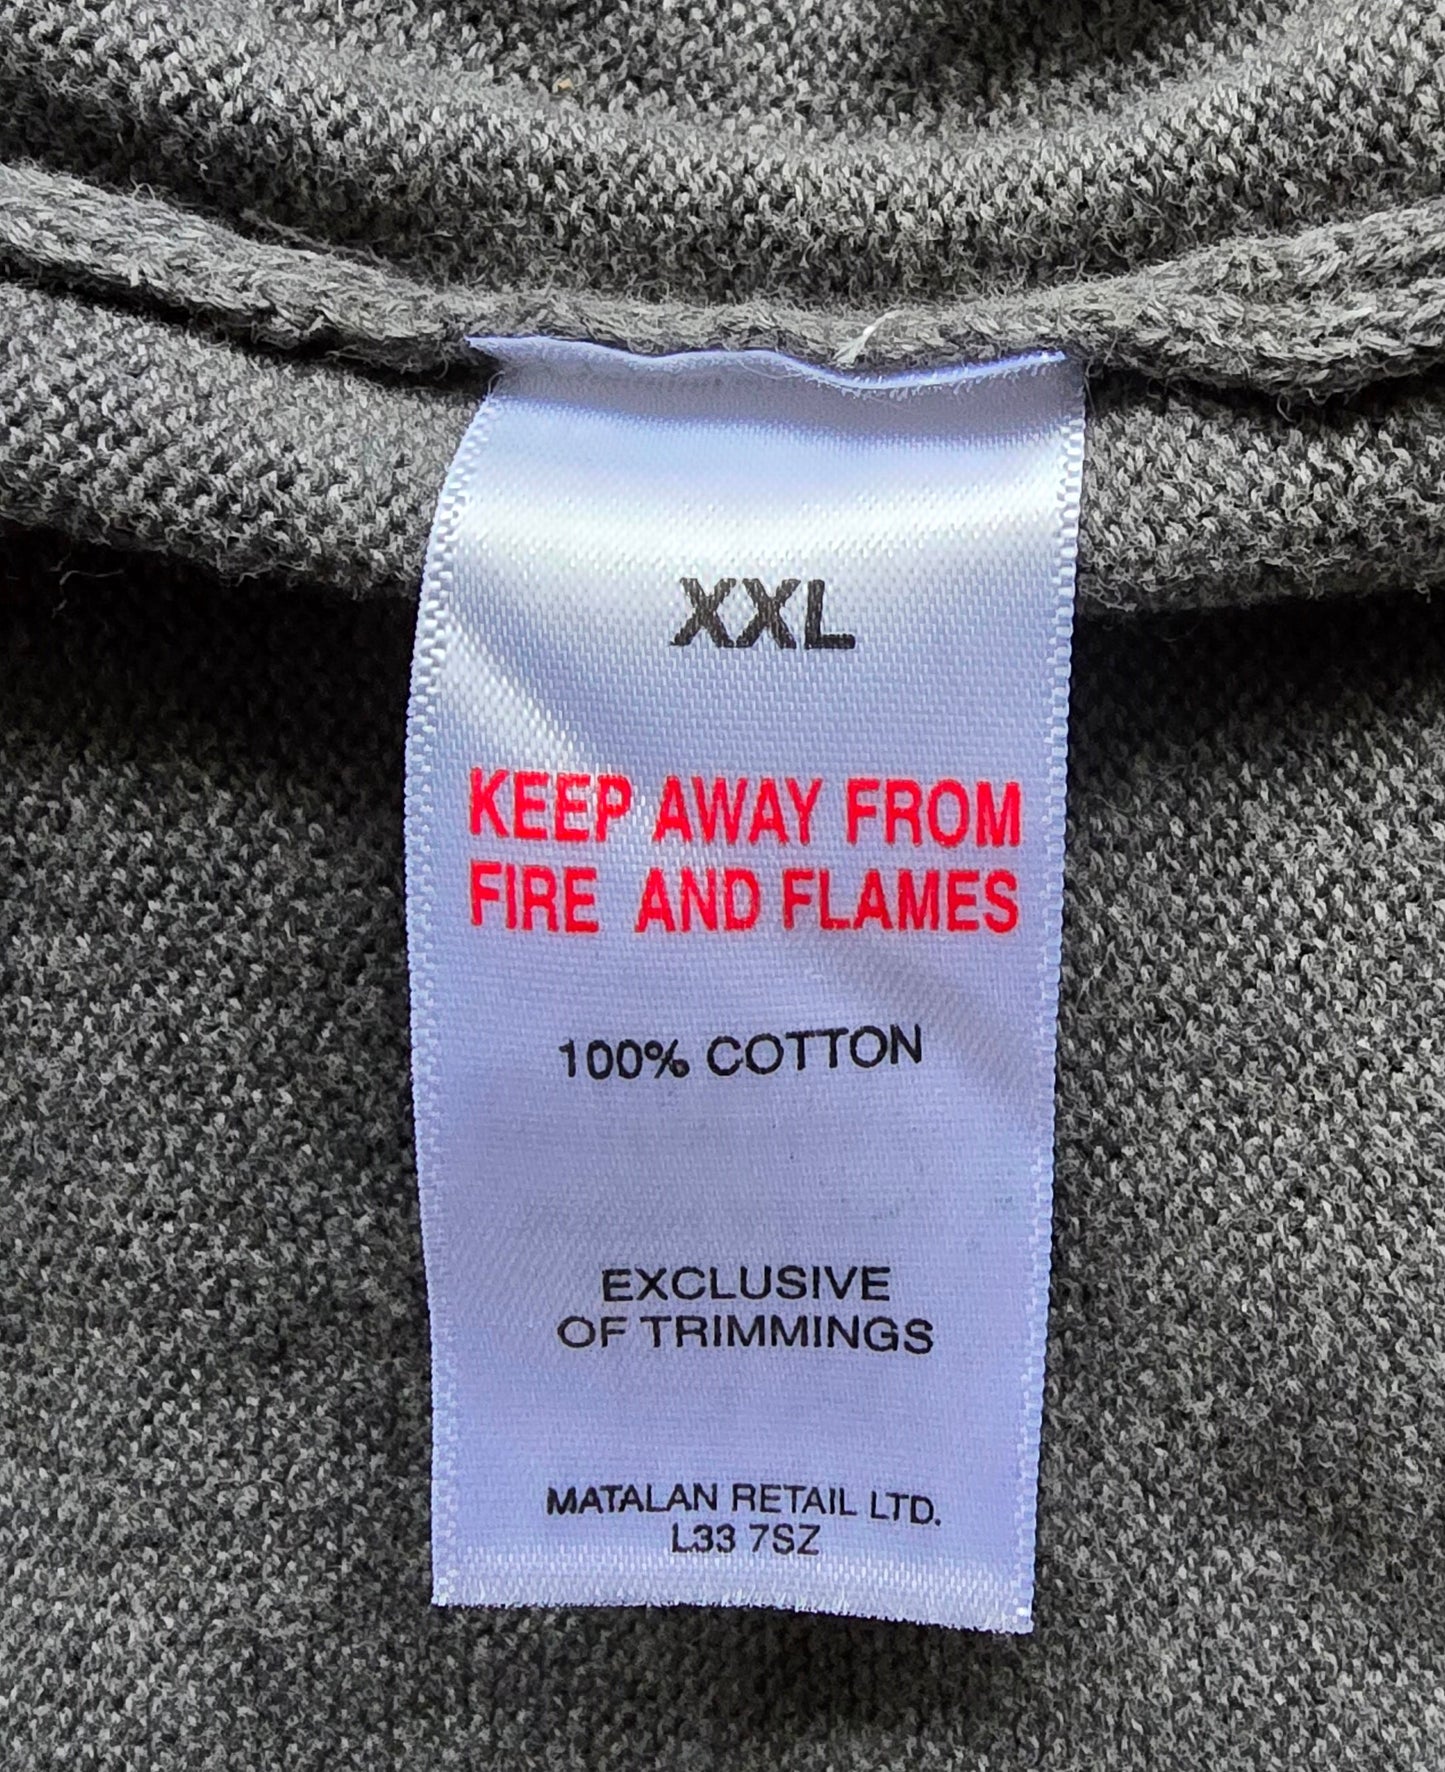 XXL
KEEP AWAY FROM
FIRE AND FLAMES
100% COTTON
EXCLUSIVE
OF TRIMMINGS
MATALAN RETAIL LTD.
L33 7SZ